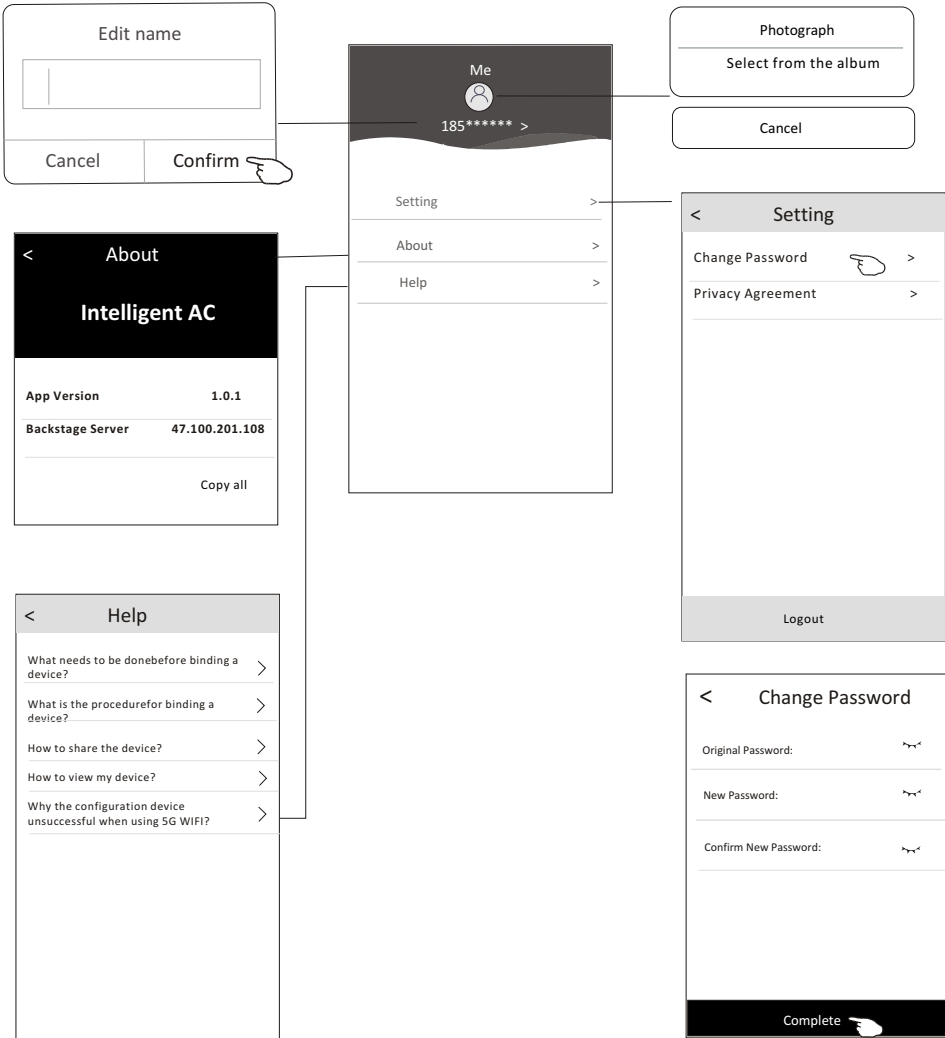 Edit name
Cancel
Confirm
Me
185****** >
Photograph
Select from the album
Cancel
Setting >
About >
Help >
< About
Intelligent AC
App Version 1.0.1
Backstage Server 47.100.201.108
Copy all
< Setting
Change Password >
Privacy Agreement >
Logout
< Help
What needs to be donebefore binding a
device?
What is the procedurefor binding a
device?
How to share the device?
How to view my device?
Why the configuration device
unsuccessful when using 5G WIFI?
< Change Password
Original Password:
New Password:
Confirm New Password:
Complete